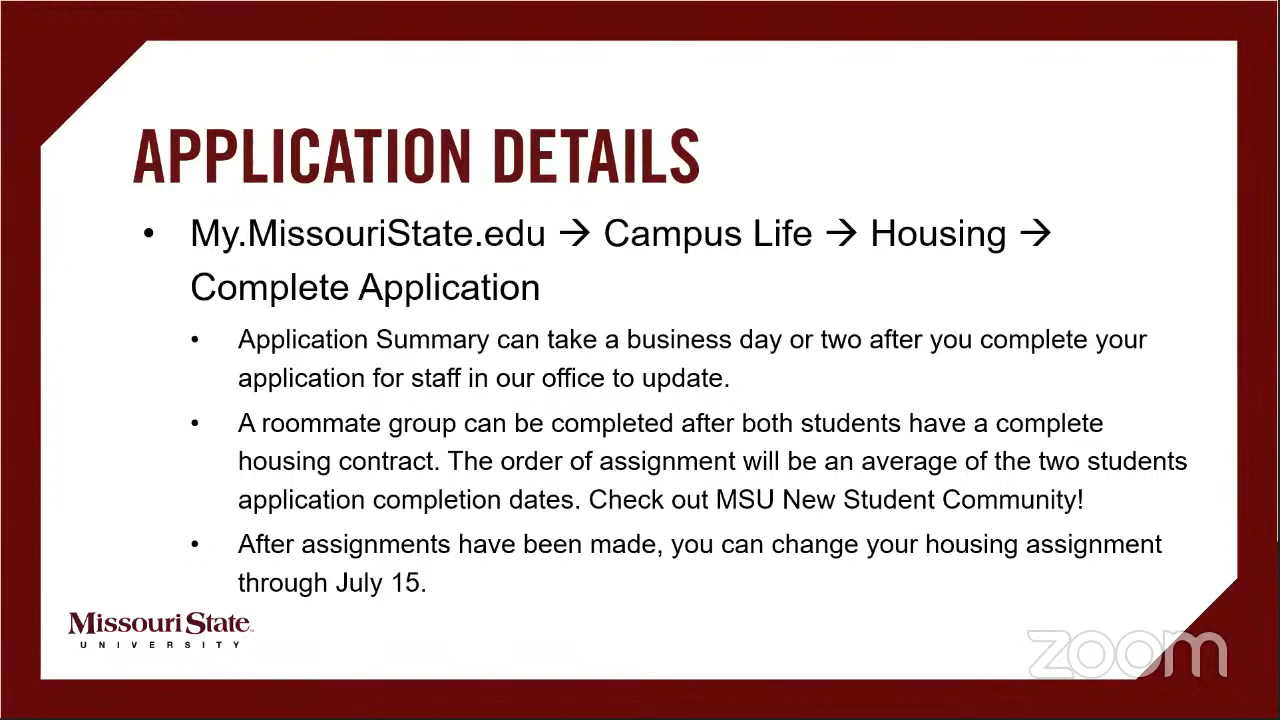 APPLICATION DETAILS
• My.MissouriState.edu → Campus Life → Housing →
Complete Application
• Application Summary can take a business day or two after you complete your
application for staff in our office to update.
• A roommate group can be completed after both students have a complete
housing contract. The order of assignment will be an average of the two students
application completion dates. Check out MSU New Student Community!
• After assignments have been made, you can change your housing assignment
through July 15.
Missouri State™
UNIVERSITY
zoom